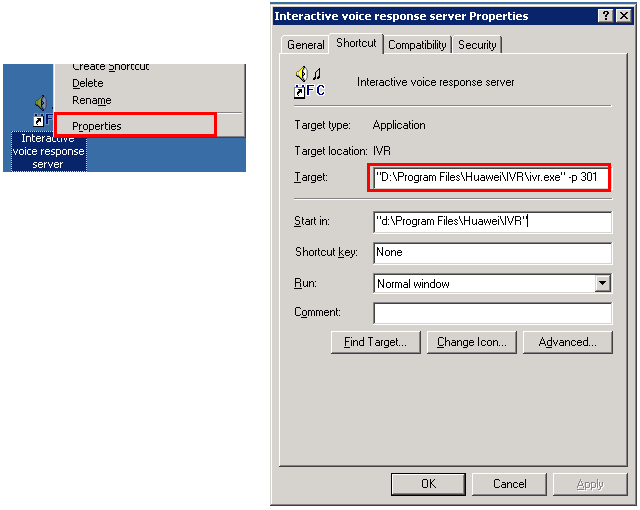 Create Shortcut
Delete
Rename
Properties
Interactive
voice response
server
Interactive voice response server Properties
General
Shortcut
Compatibility
Security
F C
Interactive voice response server
Target type:
Application
Target location:
IVR
Target:
"D:\Program Files\Huawei\IVR\ivr.exe" -p 301
Start in:
"d:\Program Files\Huawei\IVR"
Shortcut key:
None
Run:
Normal window
Comment:
Find Target...
Change Icon...
Advanced...
OK
Cancel
Apply